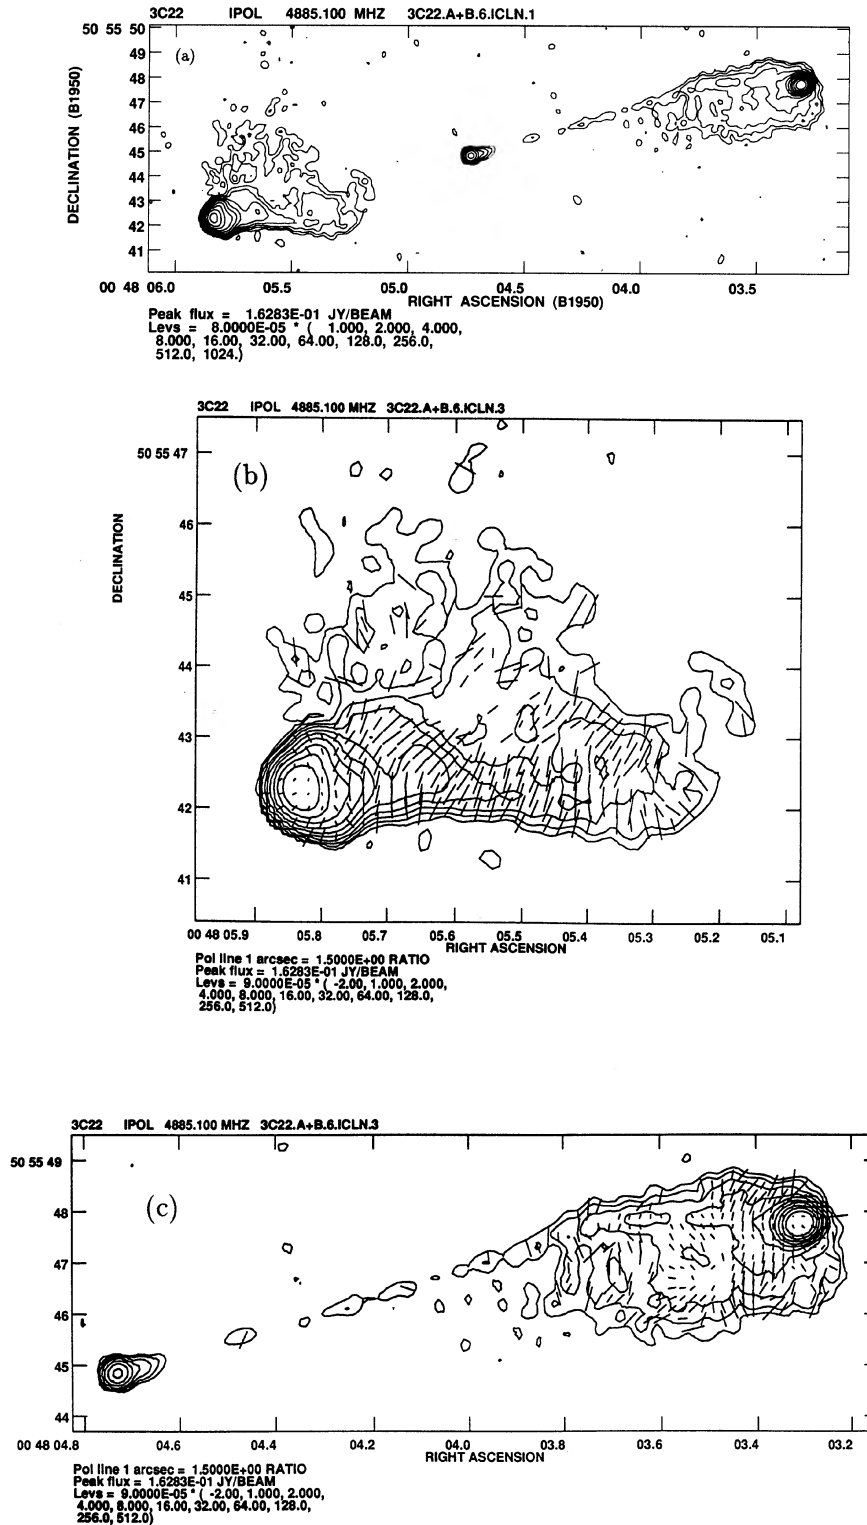 3C22 IPOL 4885.100 MHZ 3C22.A+B.6.ICLN.1
50 55 50
(a)
49
48
47
46
45
44
43
42
41
DECLINATION (B1950)
00 48 06.0 05.5 05.0 04.5 04.0 03.5
RIGHT ASCENSION (B1950)
Peak flux = 1.6283E-01 JY/BEAM
Levs = 8.0000E-05 * ( 1.000, 2.000, 4.000,
8.000, 16.00, 32.00, 64.00, 128.0, 256.0,
512.0, 1024.)
3C22 IPOL 4885.100 MHZ 3C22.A+B.6.ICLN.3
50 55 47
(b)
46
45
44
43
42
41
DECLINATION
00 48 05.9 05.8 05.7 05.6 05.5 05.4 05.3 05.2 05.1
RIGHT ASCENSION
Pol line 1 arcsec = 1.5000E+00 RATIO
Peak flux = 1.6283E-01 JY/BEAM
Levs = 9.0000E-05 * ( -2.00, 1.000, 2.000,
4.000, 8.000, 16.00, 32.00, 64.00, 128.0,
256.0, 512.0)
3C22 IPOL 4885.100 MHZ 3C22.A+B.6.ICLN.3
50 55 49
(c)
48
47
46
45
44
00 48 04.8 04.6 04.4 04.2 04.0 03.8 03.6 03.4 03.2
RIGHT ASCENSION
Pol line 1 arcsec = 1.5000E+00 RATIO
Peak flux = 1.6283E-01 JY/BEAM
Levs = 9.0000E-05 * ( -2.00, 1.000, 2.000,
4.000, 8.000, 16.00, 32.00, 64.00, 128.0,
256.0, 512.0)